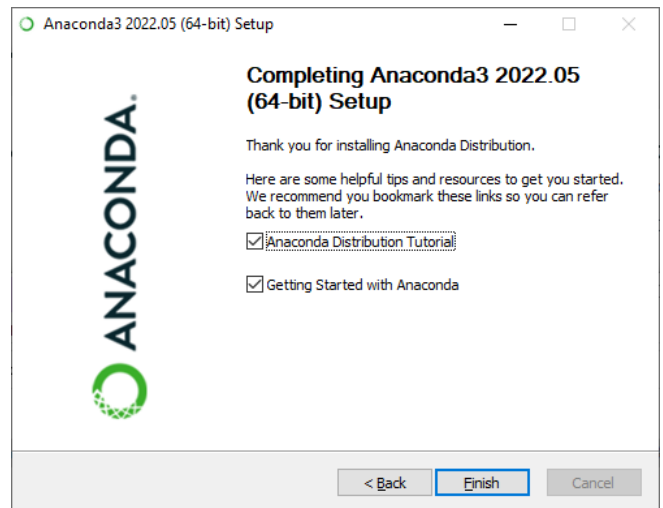 Anaconda3 2022.05 (64-bit) Setup
ANACONDA.
Completing Anaconda3 2022.05
(64-bit) Setup
Thank you for installing Anaconda Distribution.
Here are some helpful tips and resources to get you started.
We recommend you bookmark these links so you can refer
back to them later.
Anaconda Distribution Tutorial
Getting Started with Anaconda
< Back
Finish
Cancel